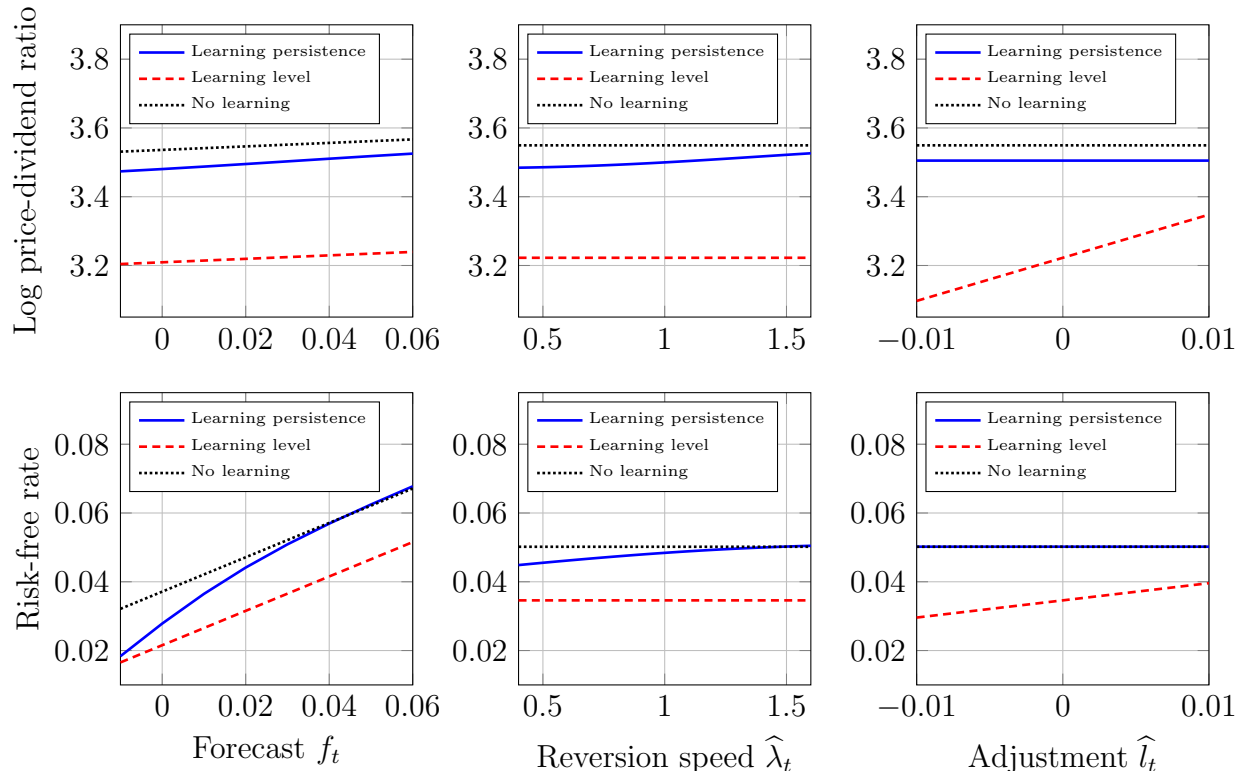 Log price-dividend ratio
3.8
3.6
3.4
3.2
Learning persistence
Learning level
No learning
0 0.02 0.04 0.06
3.8
3.6
3.4
3.2
Learning persistence
Learning level
No learning
0.5 1 1.5
3.8
3.6
3.4
3.2
Learning persistence
Learning level
No learning
−0.01 0 0.01
Risk-free rate
0.08
0.06
0.04
0.02
Learning persistence
Learning level
No learning
0 0.02 0.04 0.06
Forecast f_t
0.08
0.06
0.04
0.02
Learning persistence
Learning level
No learning
0.5 1 1.5
Reversion speed λ̂_t
0.08
0.06
0.04
0.02
Learning persistence
Learning level
No learning
−0.01 0 0.01
Adjustment l̂_t